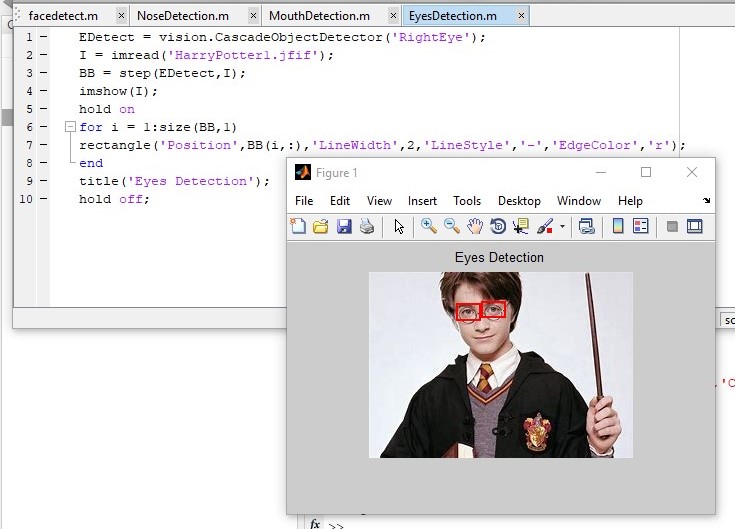 facedetect.m × NoseDetection.m × MouthDetection.m × EyesDetection.m ×
1 – EDetect = vision.CascadeObjectDetector('RightEye');
2 – I = imread('HarryPotter1.jfif');
3 – BB = step(EDetect,I);
4 – imshow(I);
5 – hold on
6 – for i = 1:size(BB,1)
7 – rectangle('Position',BB(i,:),'LineWidth',2,'LineStyle','-','EdgeColor','r');
8 – end
9 – title('Eyes Detection');
10 – hold off;
Figure 1
File Edit View Insert Tools Desktop Window Help
Eyes Detection
sc
,'C
fx >>